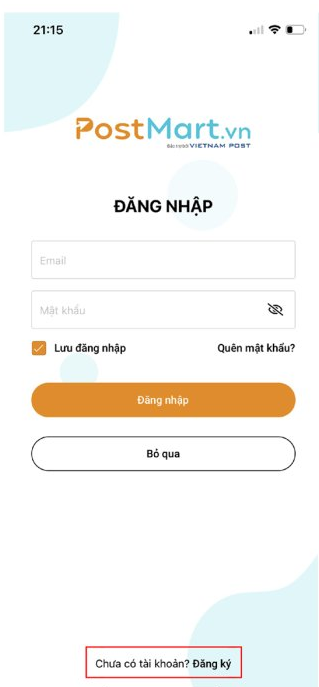 21:15
PostMart.vn
VIETNAM POST
ĐĂNG NHẬP
Email
Mật khẩu
Lưu đăng nhập Quên mật khẩu?
Đăng nhập
Bỏ qua
Chưa có tài khoản? Đăng ký